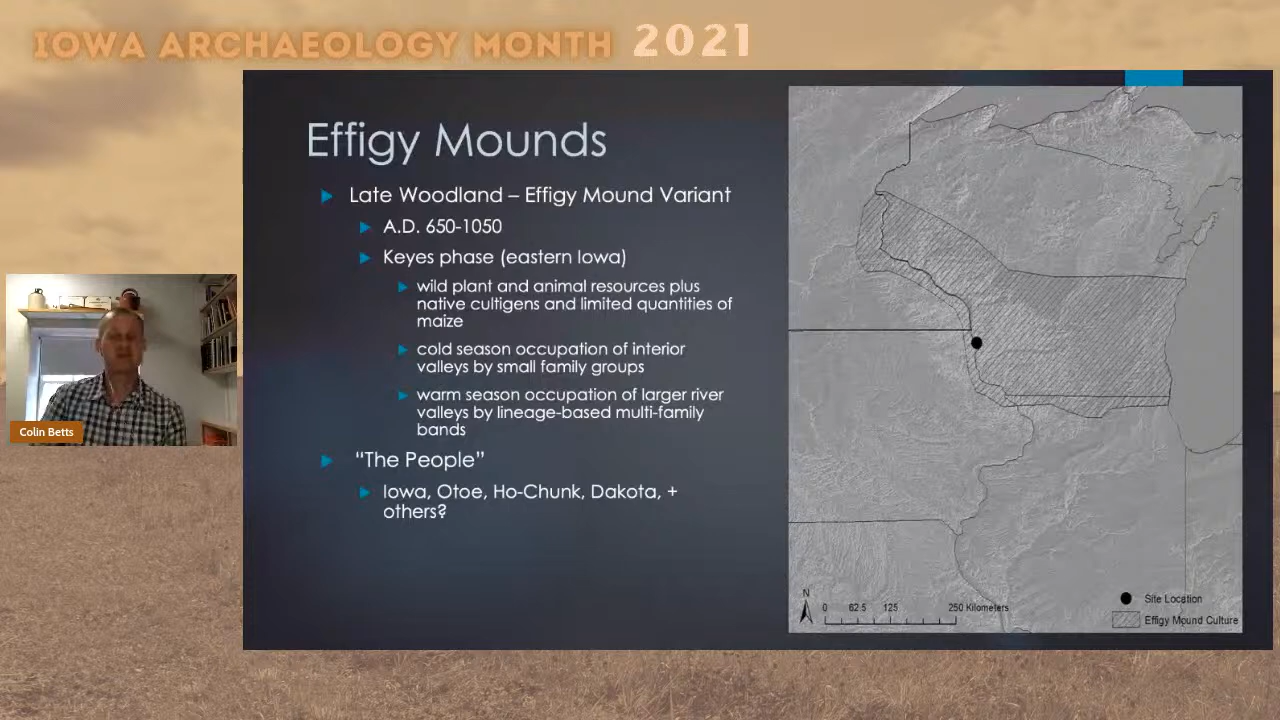 IOWA ARCHAEOLOGY MONTH 2021
Effigy Mounds
Late Woodland – Effigy Mound Variant
A.D. 650-1050
Keyes phase (eastern Iowa)
wild plant and animal resources plus
native cultigens and limited quantities of
maize
cold season occupation of interior
valleys by small family groups
warm season occupation of larger river
valleys by lineage-based multi-family
bands
“The People”
Iowa, Otoe, Ho-Chunk, Dakota, +
others?
Colin Betts
N
0 62.5 125 250 Kilometers
Site Location
Effigy Mound Culture